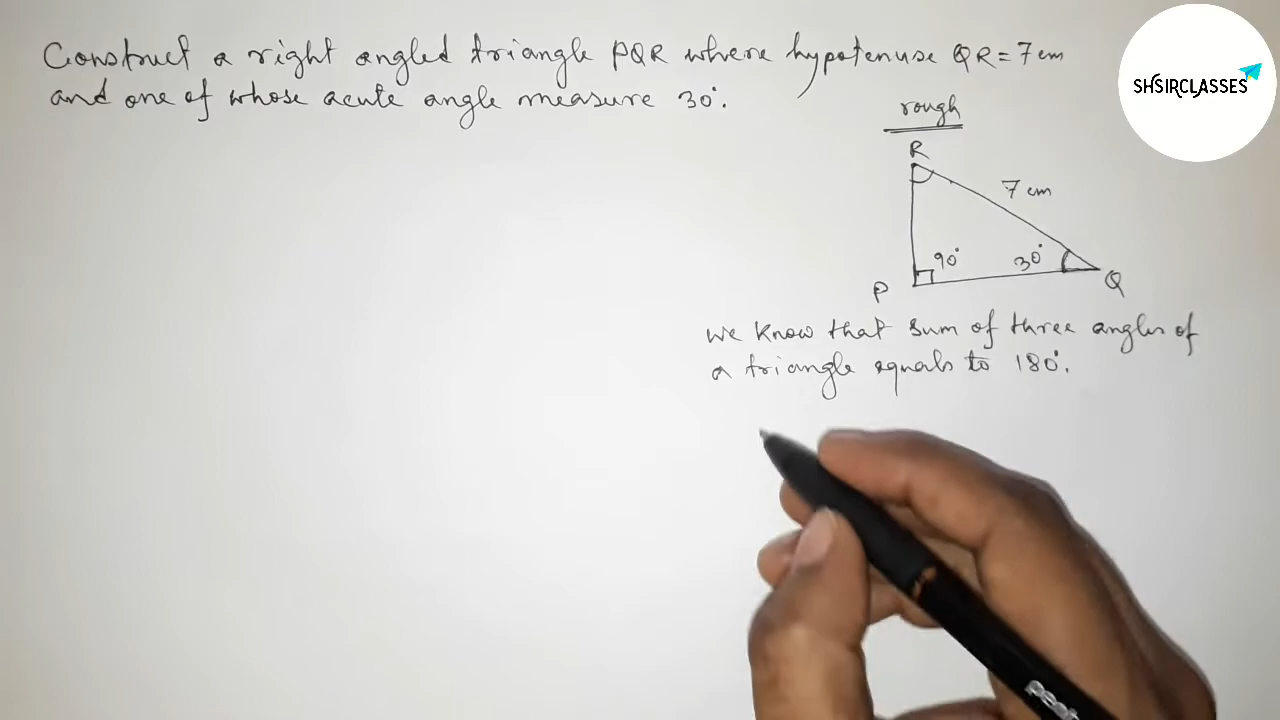 Construct a right angled triangle PQR where hypotenuse QR = 7 cm
and one of whose acute angle measure 30°.
SHSIRCLASSES
rough
R
7 cm
90°
30°
P
Q
we know that sum of three angles of
a triangle equals to 180°.